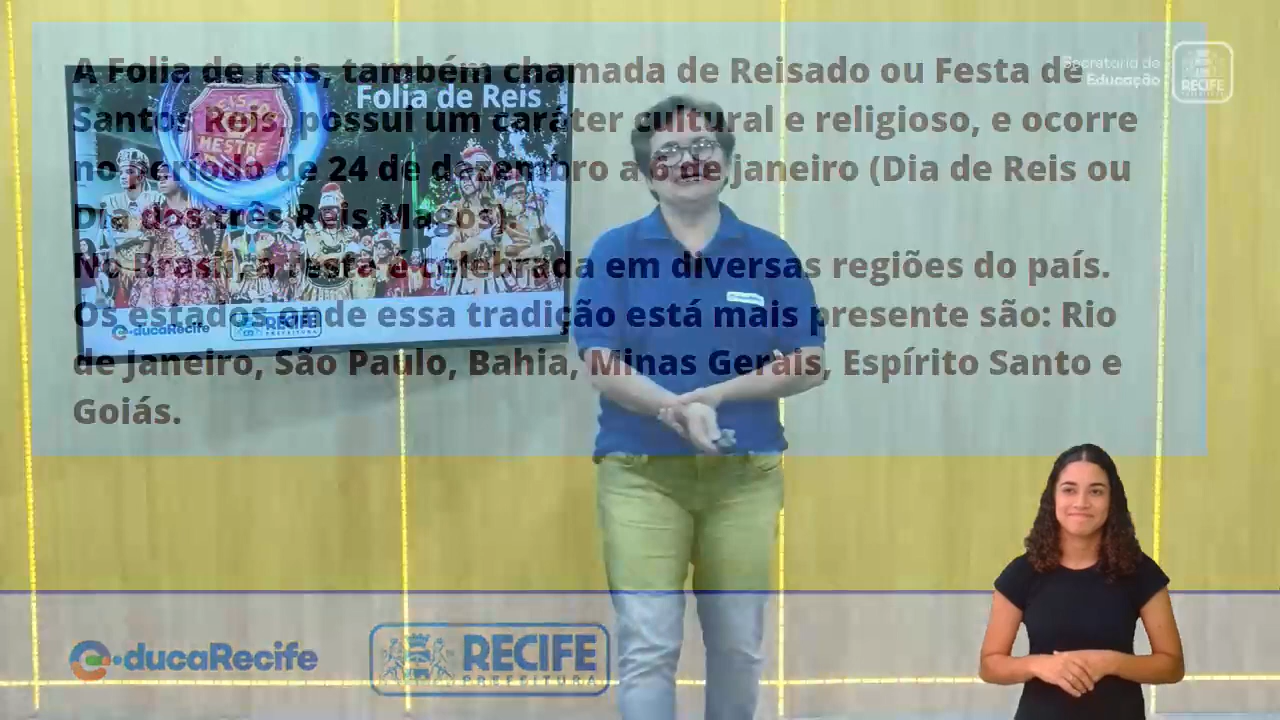 A Folia de reis, também chamada de Reisado ou Festa de
Santos Reis, possui um caráter cultural e religioso, e ocorre
no período de 24 de dezembro a 6 de janeiro (Dia de Reis ou
Dia dos três Reis Magos).
No Brasil, a festa é celebrada em diversas regiões do país.
Os estados onde essa tradição está mais presente são: Rio
de Janeiro, São Paulo, Bahia, Minas Gerais, Espírito Santo e
Goiás.
Secretaria de
Educação
RECIFE
Folia de Reis
MESTRE
e·ducaRecife
RECIFE
PREFEITURA
e·ducaRecife
RECIFE
PREFEITURA